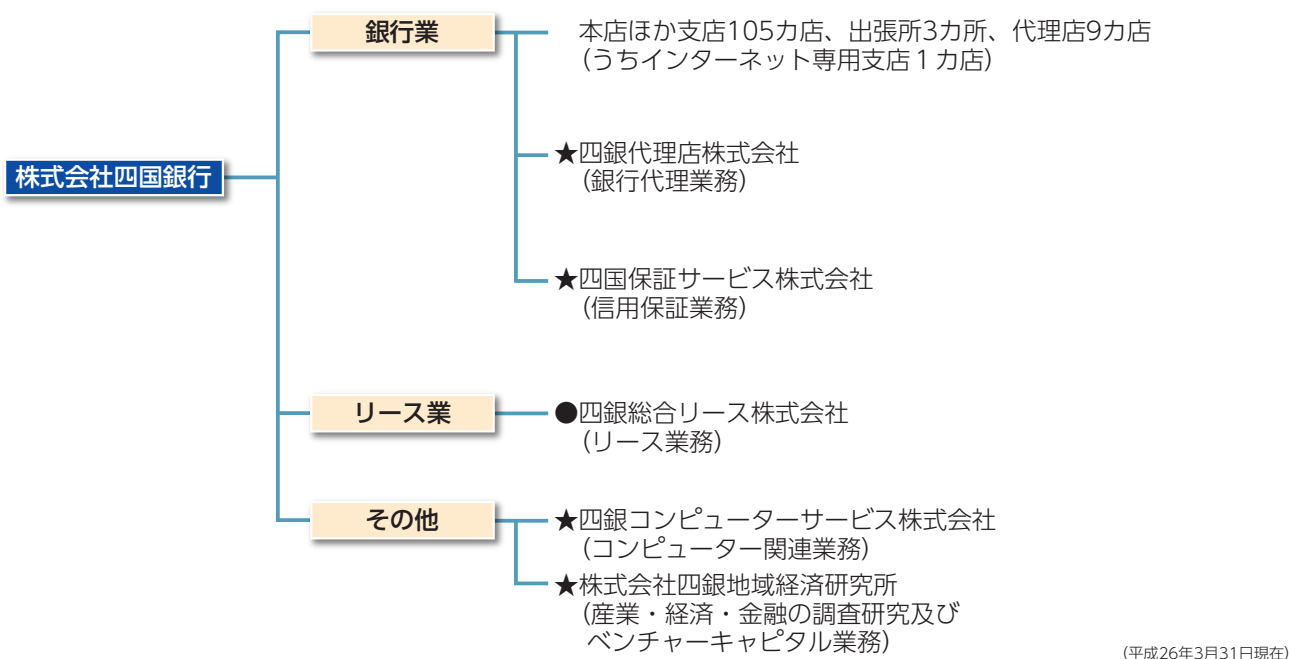 銀行業
本店ほか支店105カ店、出張所3カ所、代理店9カ店
(うちインターネット専用支店１カ店)
★四銀代理店株式会社
(銀行代理業務)
株式会社四国銀行
★四国保証サービス株式会社
(信用保証業務)
リース業
●四銀総合リース株式会社
(リース業務)
その他
★四銀コンピューターサービス株式会社
(コンピューター関連業務)
★株式会社四銀地域経済研究所
(産業・経済・金融の調査研究及び
ベンチャーキャピタル業務)
(平成26年3月31日現在)